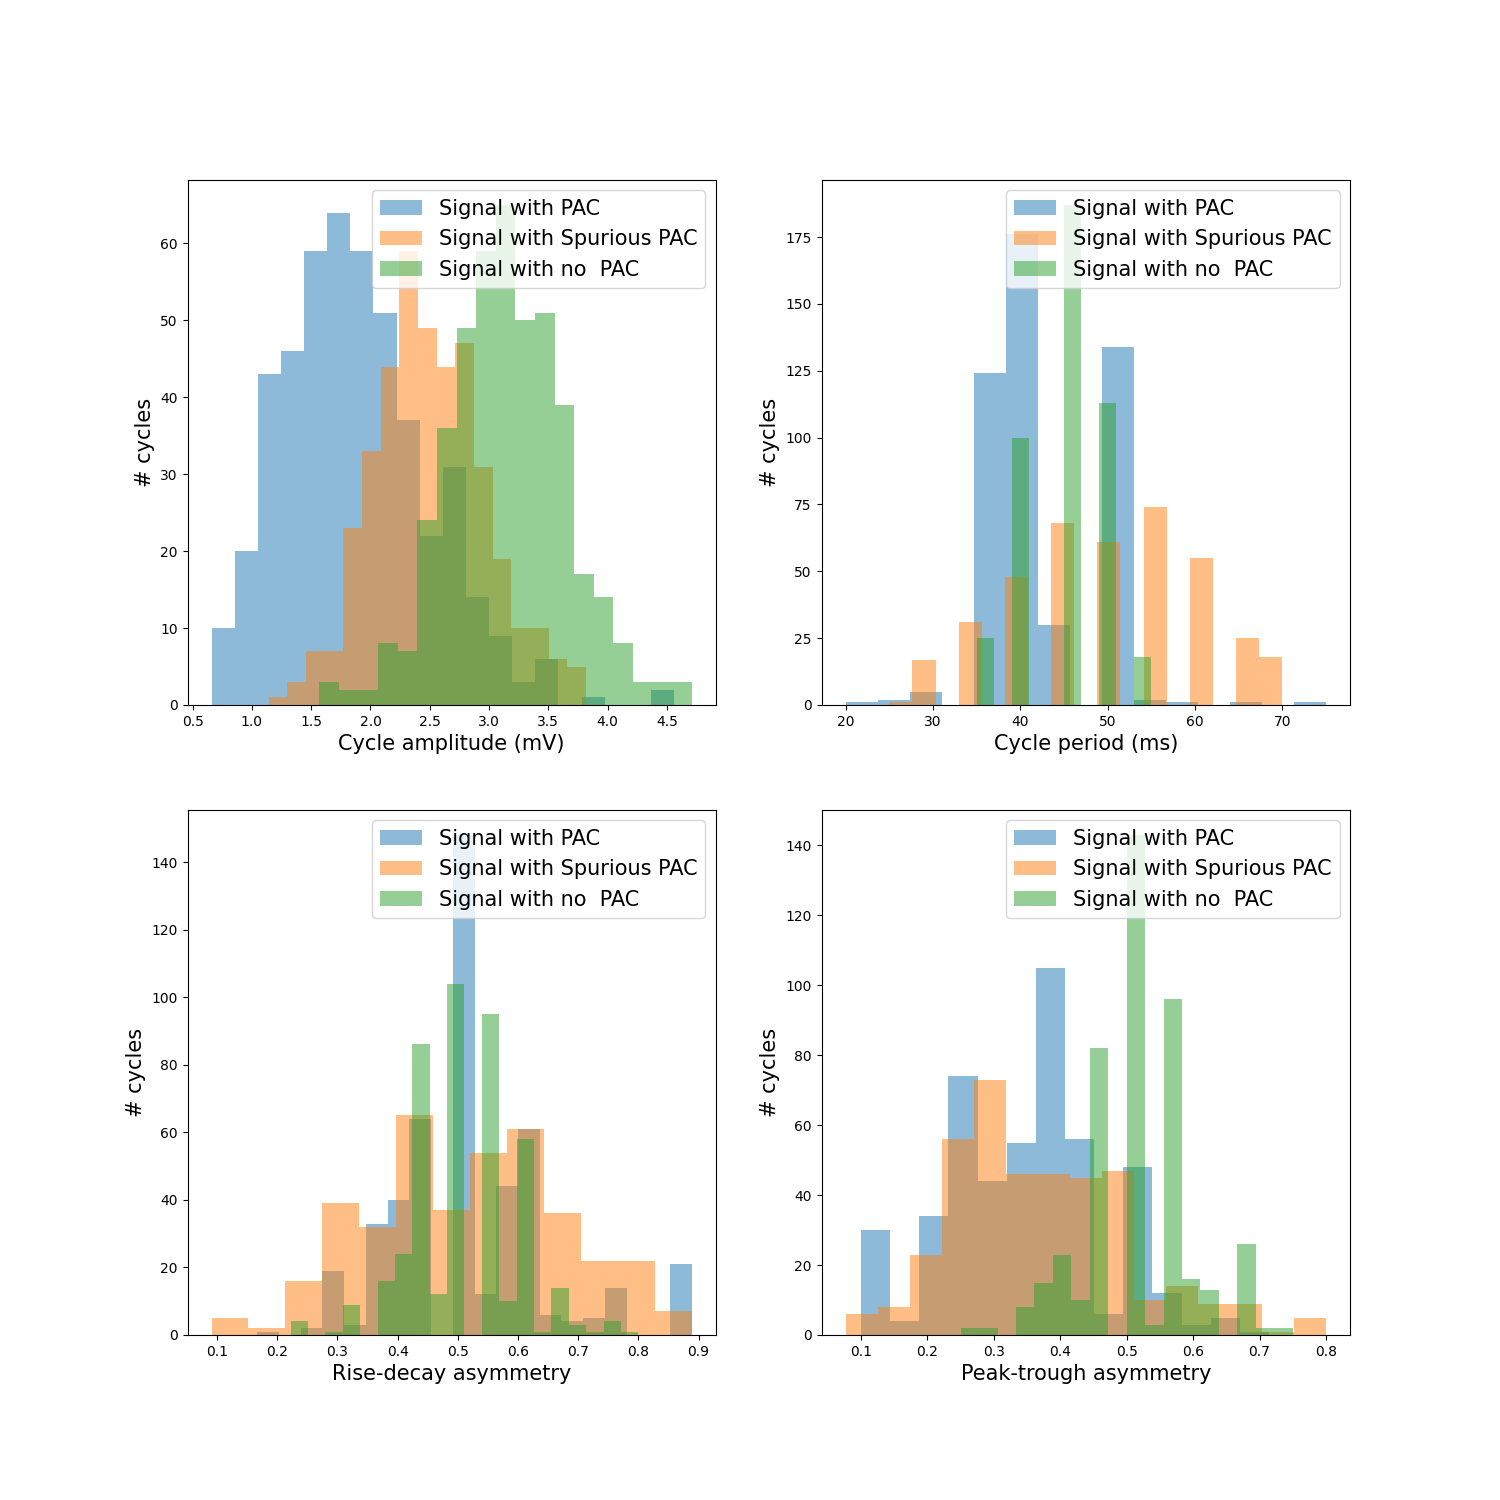 Signal with PAC
Signal with Spurious PAC
Signal with no  PAC
# cycles
60
50
40
30
20
10
0
0.5 1.0 1.5 2.0 2.5 3.0 3.5 4.0 4.5
Cycle amplitude (mV)
Signal with PAC
Signal with Spurious PAC
Signal with no  PAC
# cycles
175
150
125
100
75
50
25
0
20 30 40 50 60 70
Cycle period (ms)
Signal with PAC
Signal with Spurious PAC
Signal with no  PAC
# cycles
140
120
100
80
60
40
20
0
0.1 0.2 0.3 0.4 0.5 0.6 0.7 0.8 0.9
Rise-decay asymmetry
Signal with PAC
Signal with Spurious PAC
Signal with no  PAC
# cycles
140
120
100
80
60
40
20
0
0.1 0.2 0.3 0.4 0.5 0.6 0.7 0.8
Peak-trough asymmetry